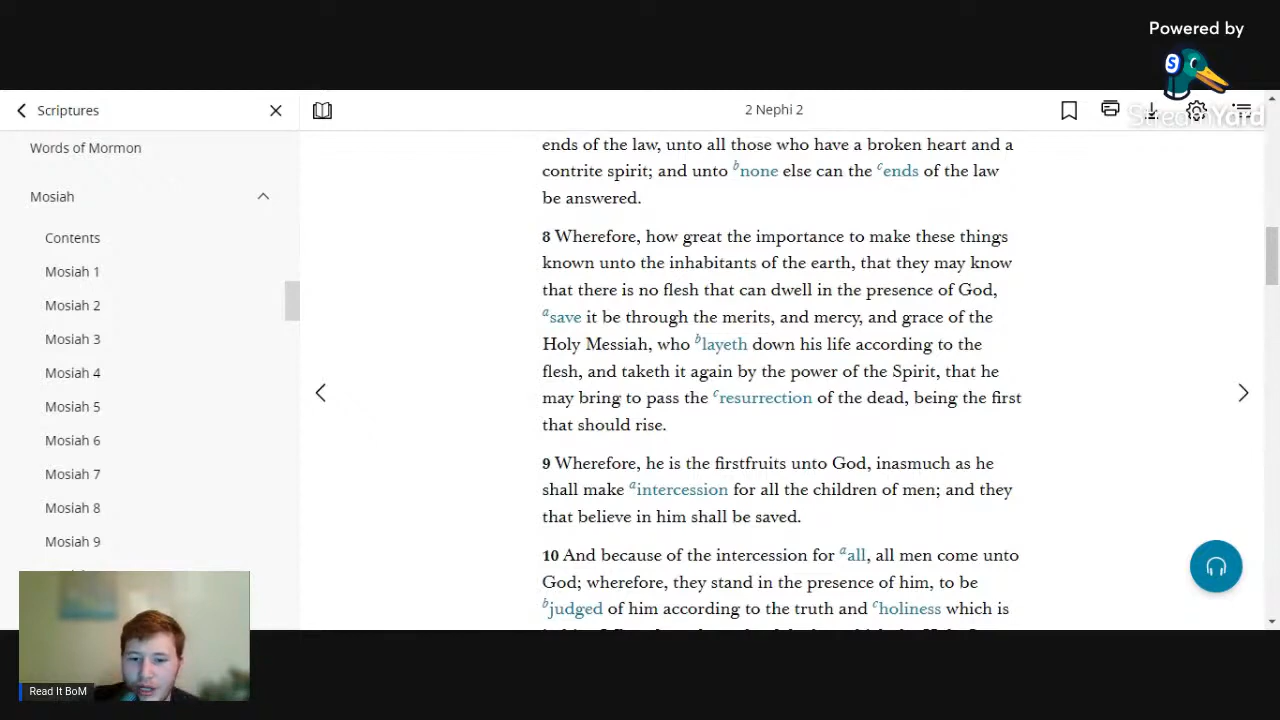 Powered by
S
StreamYard
Scriptures
2 Nephi 2
Words of Mormon
Mosiah
Contents
Mosiah 1
Mosiah 2
Mosiah 3
Mosiah 4
Mosiah 5
Mosiah 6
Mosiah 7
Mosiah 8
Mosiah 9
ends of the law, unto all those who have a broken heart and a
contrite spirit; and unto bnone else can the cends of the law
be answered.
8 Wherefore, how great the importance to make these things
known unto the inhabitants of the earth, that they may know
that there is no flesh that can dwell in the presence of God,
asave it be through the merits, and mercy, and grace of the
Holy Messiah, who blayeth down his life according to the
flesh, and taketh it again by the power of the Spirit, that he
may bring to pass the cresurrection of the dead, being the first
that should rise.
9 Wherefore, he is the firstfruits unto God, inasmuch as he
shall make aintercession for all the children of men; and they
that believe in him shall be saved.
10 And because of the intercession for aall, all men come unto
God; wherefore, they stand in the presence of him, to be
bjudged of him according to the truth and choliness which is
Read It BoM